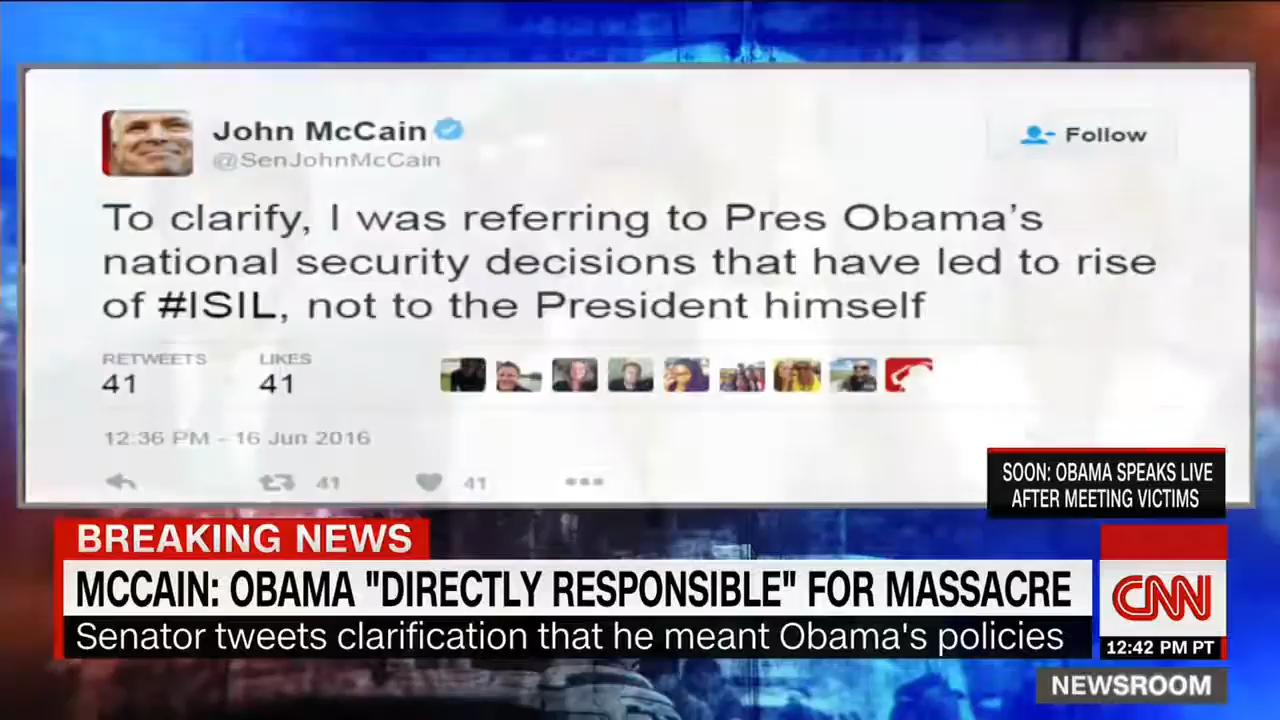 John McCain
@SenJohnMcCain
Follow
To clarify, I was referring to Pres Obama's
national security decisions that have led to rise
of #ISIL, not to the President himself
RETWEETS LIKES
41 41
12:36 PM - 16 Jun 2016
41 41
SOON: OBAMA SPEAKS LIVE
AFTER MEETING VICTIMS
BREAKING NEWS
MCCAIN: OBAMA "DIRECTLY RESPONSIBLE" FOR MASSACRE
Senator tweets clarification that he meant Obama's policies
CNN
12:42 PM PT
NEWSROOM